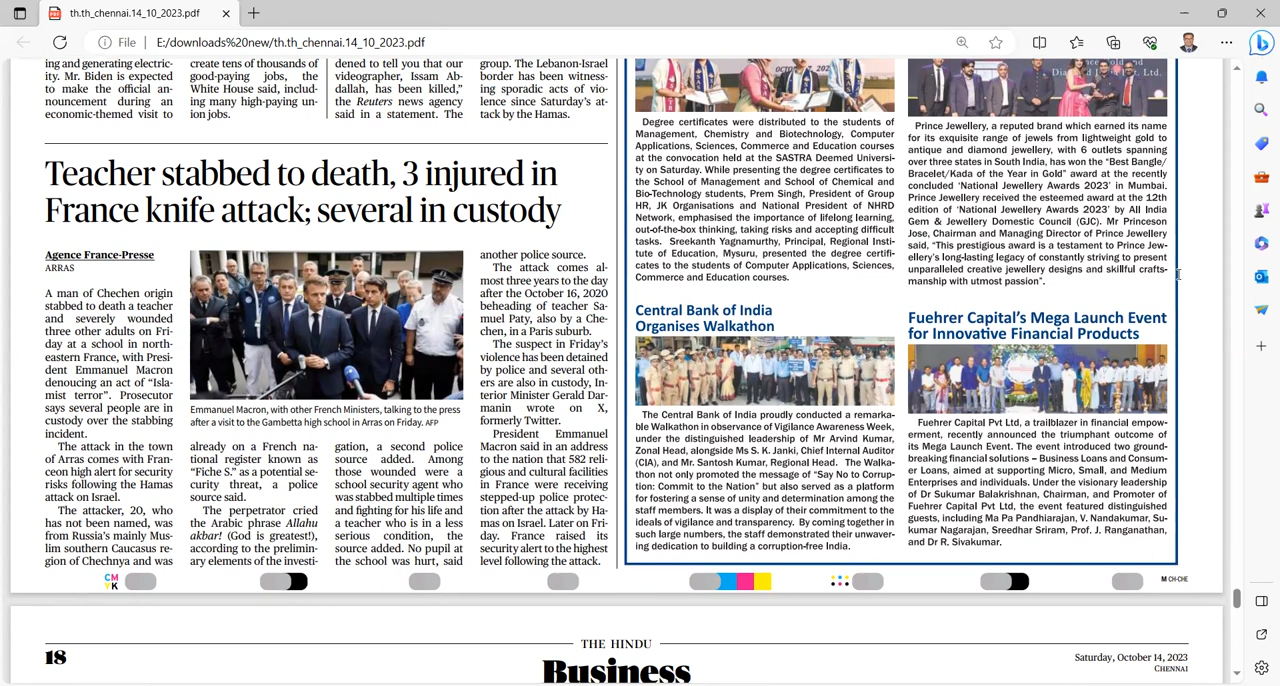 th.th_chennai.14_10_2023.pdf
File
E:/downloads%20new/th.th_chennai.14_10_2023.pdf
ing and generating electric-
ity. Mr. Biden is expected
to make the official an-
nouncement during an
economic-themed visit to
create tens of thousands of
good-paying jobs, the
White House said, includ-
ing many high-paying un-
ion jobs.
dened to tell you that our
videographer, Issam Ab-
dallah, has been killed,"
the Reuters news agency
said in a statement. The
group. The Lebanon-Israel
border has been witness-
ing sporadic acts of vio-
lence since Saturday's at-
tack by the Hamas.
Teacher stabbed to death, 3 injured in
France knife attack; several in custody
Agence France-Presse
ARRAS
A man of Chechen origin
stabbed to death a teacher
and severely wounded
three other adults on Fri-
day at a school in north-
eastern France, with Presi-
dent Emmanuel Macron
denoucing an act of "Isla-
mist terror". Prosecutor
says several people are in
custody over the stabbing
incident.
The attack in the town
of Arras comes with Fran-
ceon high alert for security
risks following the Hamas
attack on Israel.
The attacker, 20, who
has not been named, was
from Russia's mainly Mus-
lim southern Caucasus re-
gion of Chechnya and was
Emmanuel Macron, with other French Ministers, talking to the press
after a visit to the Gambetta high school in Arras on Friday. AFP
already on a French na-
tional register known as
"Fiche S." as a potential se-
curity threat, a police
source said.
The perpetrator cried
the Arabic phrase Allahu
akbar! (God is greatest!),
according to the prelimin-
ary elements of the investi-
gation, a second police
source added. Among
those wounded were a
school security agent who
was stabbed multiple times
and fighting for his life and
a teacher who is in a less
serious condition, the
source added. No pupil at
the school was hurt, said
another police source.
The attack comes al-
most three years to the day
after the October 16, 2020
beheading of teacher Sa-
muel Paty, also by a Che-
chen, in a Paris suburb.
The suspect in Friday's
violence has been detained
by police and several oth-
ers are also in custody, In-
terior Minister Gerald Dar-
manin wrote on X,
formerly Twitter.
President Emmanuel
Macron said in an address
to the nation that 582 reli-
gious and cultural facilities
in France were receiving
stepped-up police protec-
tion after the attack by Ha-
mas on Israel. Later on Fri-
day. France raised its
security alert to the highest
level following the attack.
Degree certificates were distributed to the students of
Management, Chemistry and Biotechnology, Computer
Applications, Sciences, Commerce and Education courses
at the convocation held at the SASTRA Deemed Universi-
ty on Saturday. While presenting the degree certificates to
the School of Management and School of Chemical and
Bio-Technology students, Prem Singh, President of Group
HR, JK Organisations and National President of NHRD
Network, emphasised the importance of lifelong learning,
out-of-the-box thinking, taking risks and accepting difficult
tasks. Sreekanth Yagnamurthy, Principal, Regional Insti-
tute of Education, Mysuru, presented the degree certifi-
cates to the students of Computer Applications, Sciences,
Commerce and Education courses.
Central Bank of India
Organises Walkathon
The Central Bank of India proudly conducted a remarka-
ble Walkathon in observance of Vigilance Awareness Week,
under the distinguished leadership of Mr Arvind Kumar,
Zonal Head, alongside Ms S. K. Janki, Chief Internal Auditor
(CIA), and Mr. Santosh Kumar, Regional Head. The Walka-
thon not only promoted the message of "Say No to Corrup-
tion: Commit to the Nation" but also served as a platform
for fostering a sense of unity and determination among the
staff members. It was a display of their commitment to the
ideals of vigilance and transparency. By coming together in
such large numbers, the staff demonstrated their unwaver-
ing dedication to building a corruption-free India.
Prince Jewellery, a reputed brand which earned its name
for its exquisite range of jewels from lightweight gold to
antique and diamond jewellery, with 6 outlets spanning
over three states in South India, has won the "Best Bangle/
Bracelet/Kada of the Year in Gold" award at the recently
concluded 'National Jewellery Awards 2023' in Mumbai.
Prince Jewellery received the esteemed award at the 12th
edition of 'National Jewellery Awards 2023' by All India
Gem & Jewellery Domestic Council (GJC). Mr Princeson
Jose, Chairman and Managing Director of Prince Jewellery
said, "This prestigious award is a testament to Prince Jew-
ellery's long-lasting legacy of constantly striving to present
unparalleled creative jewellery designs and skillful crafts-
manship with utmost passion".
Fuehrer Capital's Mega Launch Event
for Innovative Financial Products
Fuehrer Capital Pvt Ltd, a trailblazer in financial empow-
erment, recently announced the triumphant outcome of
its Mega Launch Event. The event introduced two ground-
breaking financial solutions – Business Loans and Consum-
er Loans, aimed at supporting Micro, Small, and Medium
Enterprises and individuals. Under the visionary leadership
of Dr Sukumar Balakrishnan, Chairman, and Promoter of
Fuehrer Capital Pvt Ltd, the event featured distinguished
guests, including Ma Pa Pandhiarajan, V. Nandakumar, Su-
kumar Nagarajan, Sreedhar Sriram, Prof. J. Ranganathan,
and Dr R. Sivakumar.
CM
YK
M CH-CHE
THE HINDU
18
Business
Saturday, October 14, 2023
CHENNAI